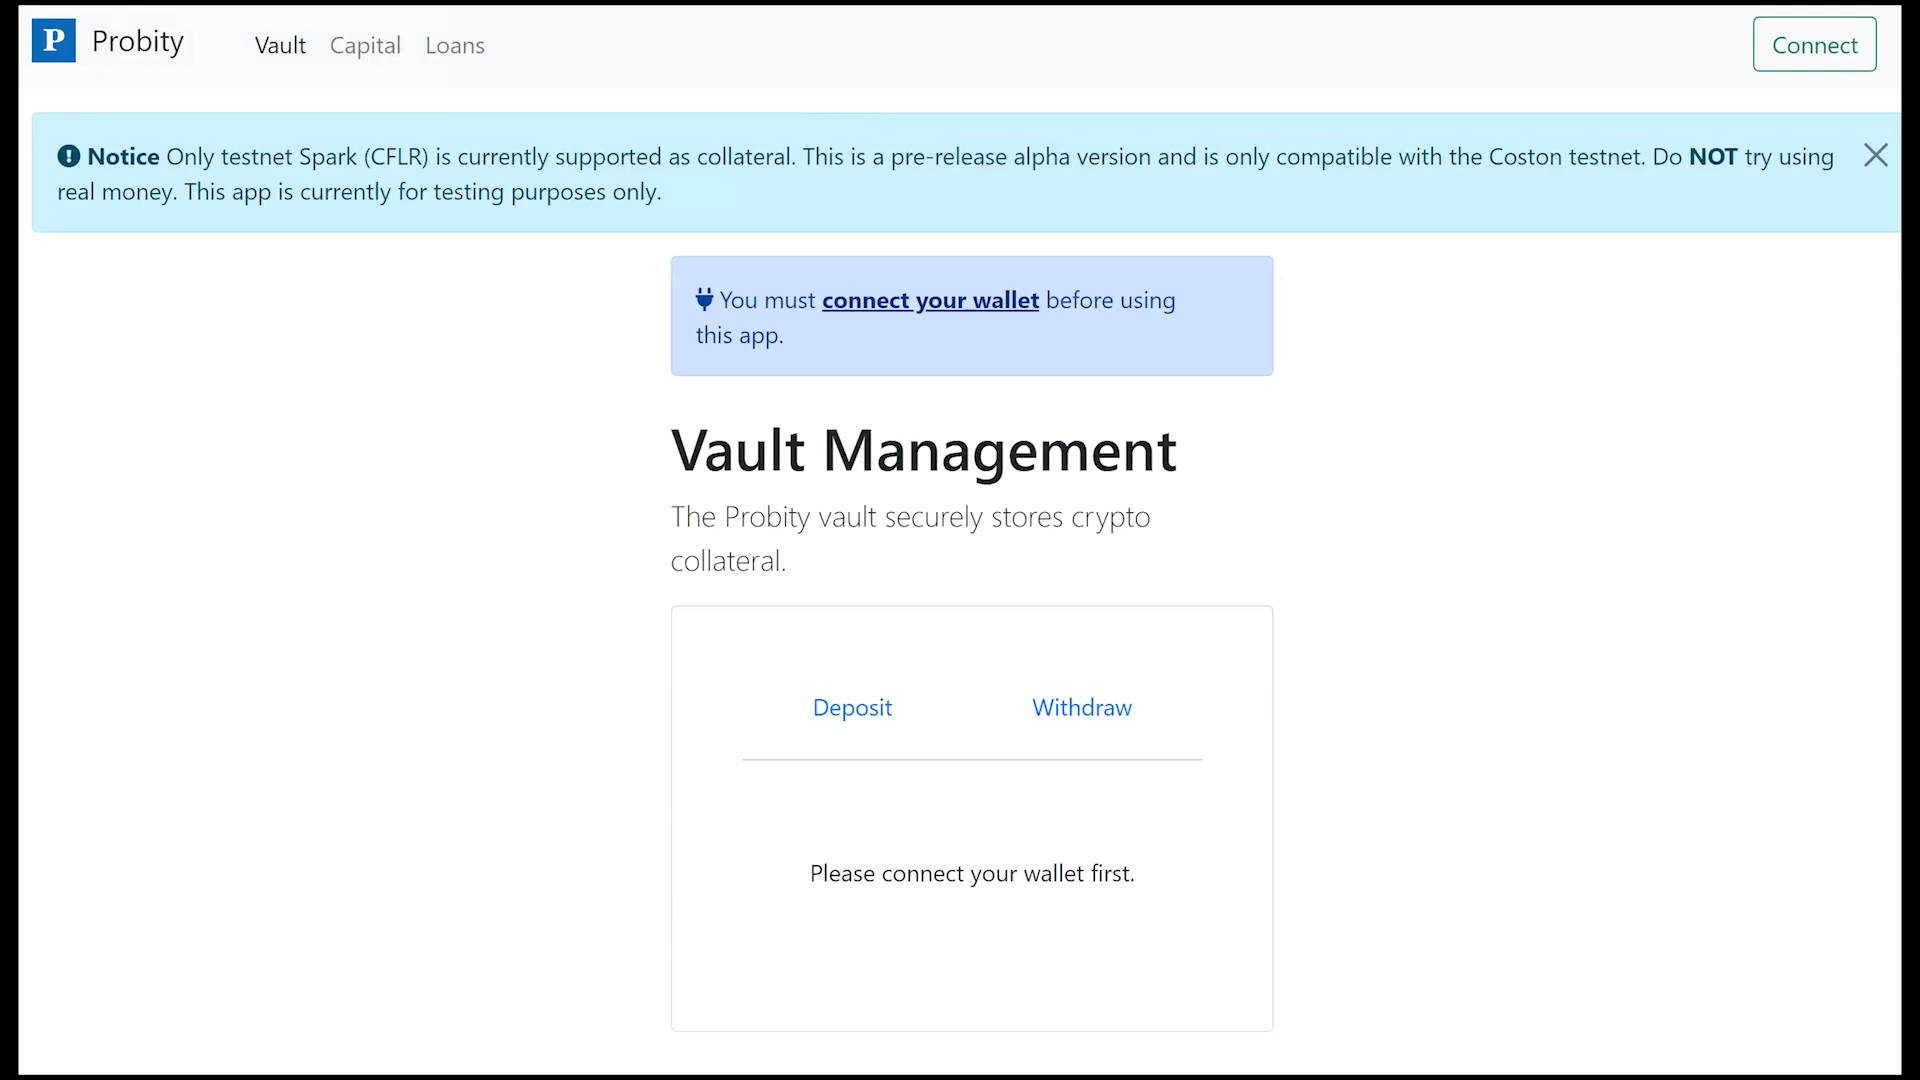 P Probity Vault Capital Loans Connect
Notice Only testnet Spark (CFLR) is currently supported as collateral. This is a pre-release alpha version and is only compatible with the Coston testnet. Do NOT try using
real money. This app is currently for testing purposes only.
You must connect your wallet before using
this app.
Vault Management
The Probity vault securely stores crypto
collateral.
Deposit Withdraw
Please connect your wallet first.